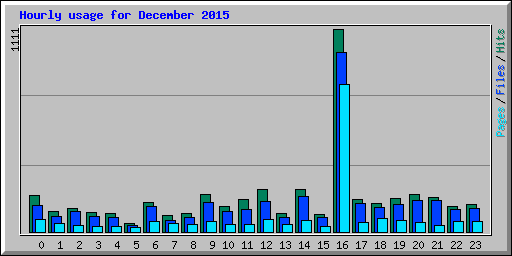 Hourly usage for December 2015
1111
Pages/Files/Hits
0 1 2 3 4 5 6 7 8 9 10 11 12 13 14 15 16 17 18 19 20 21 22 23